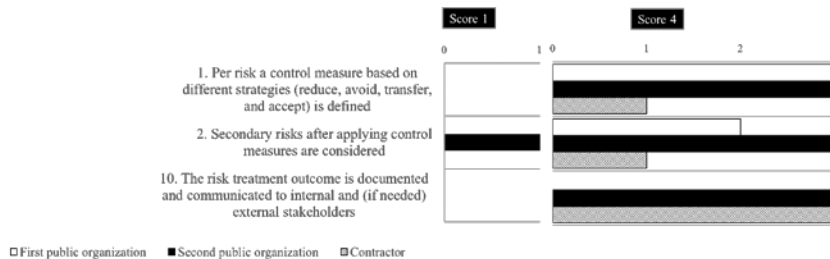 Score 1
Score 4
0
1
0
1
2
1. Per risk a control measure based on
different strategies (reduce, avoid, transfer,
and accept) is defined
2. Secondary risks after applying control
measures are considered
10. The risk treatment outcome is documented
and communicated to internal and (if needed)
external stakeholders
First public organization
Second public organization
Contractor